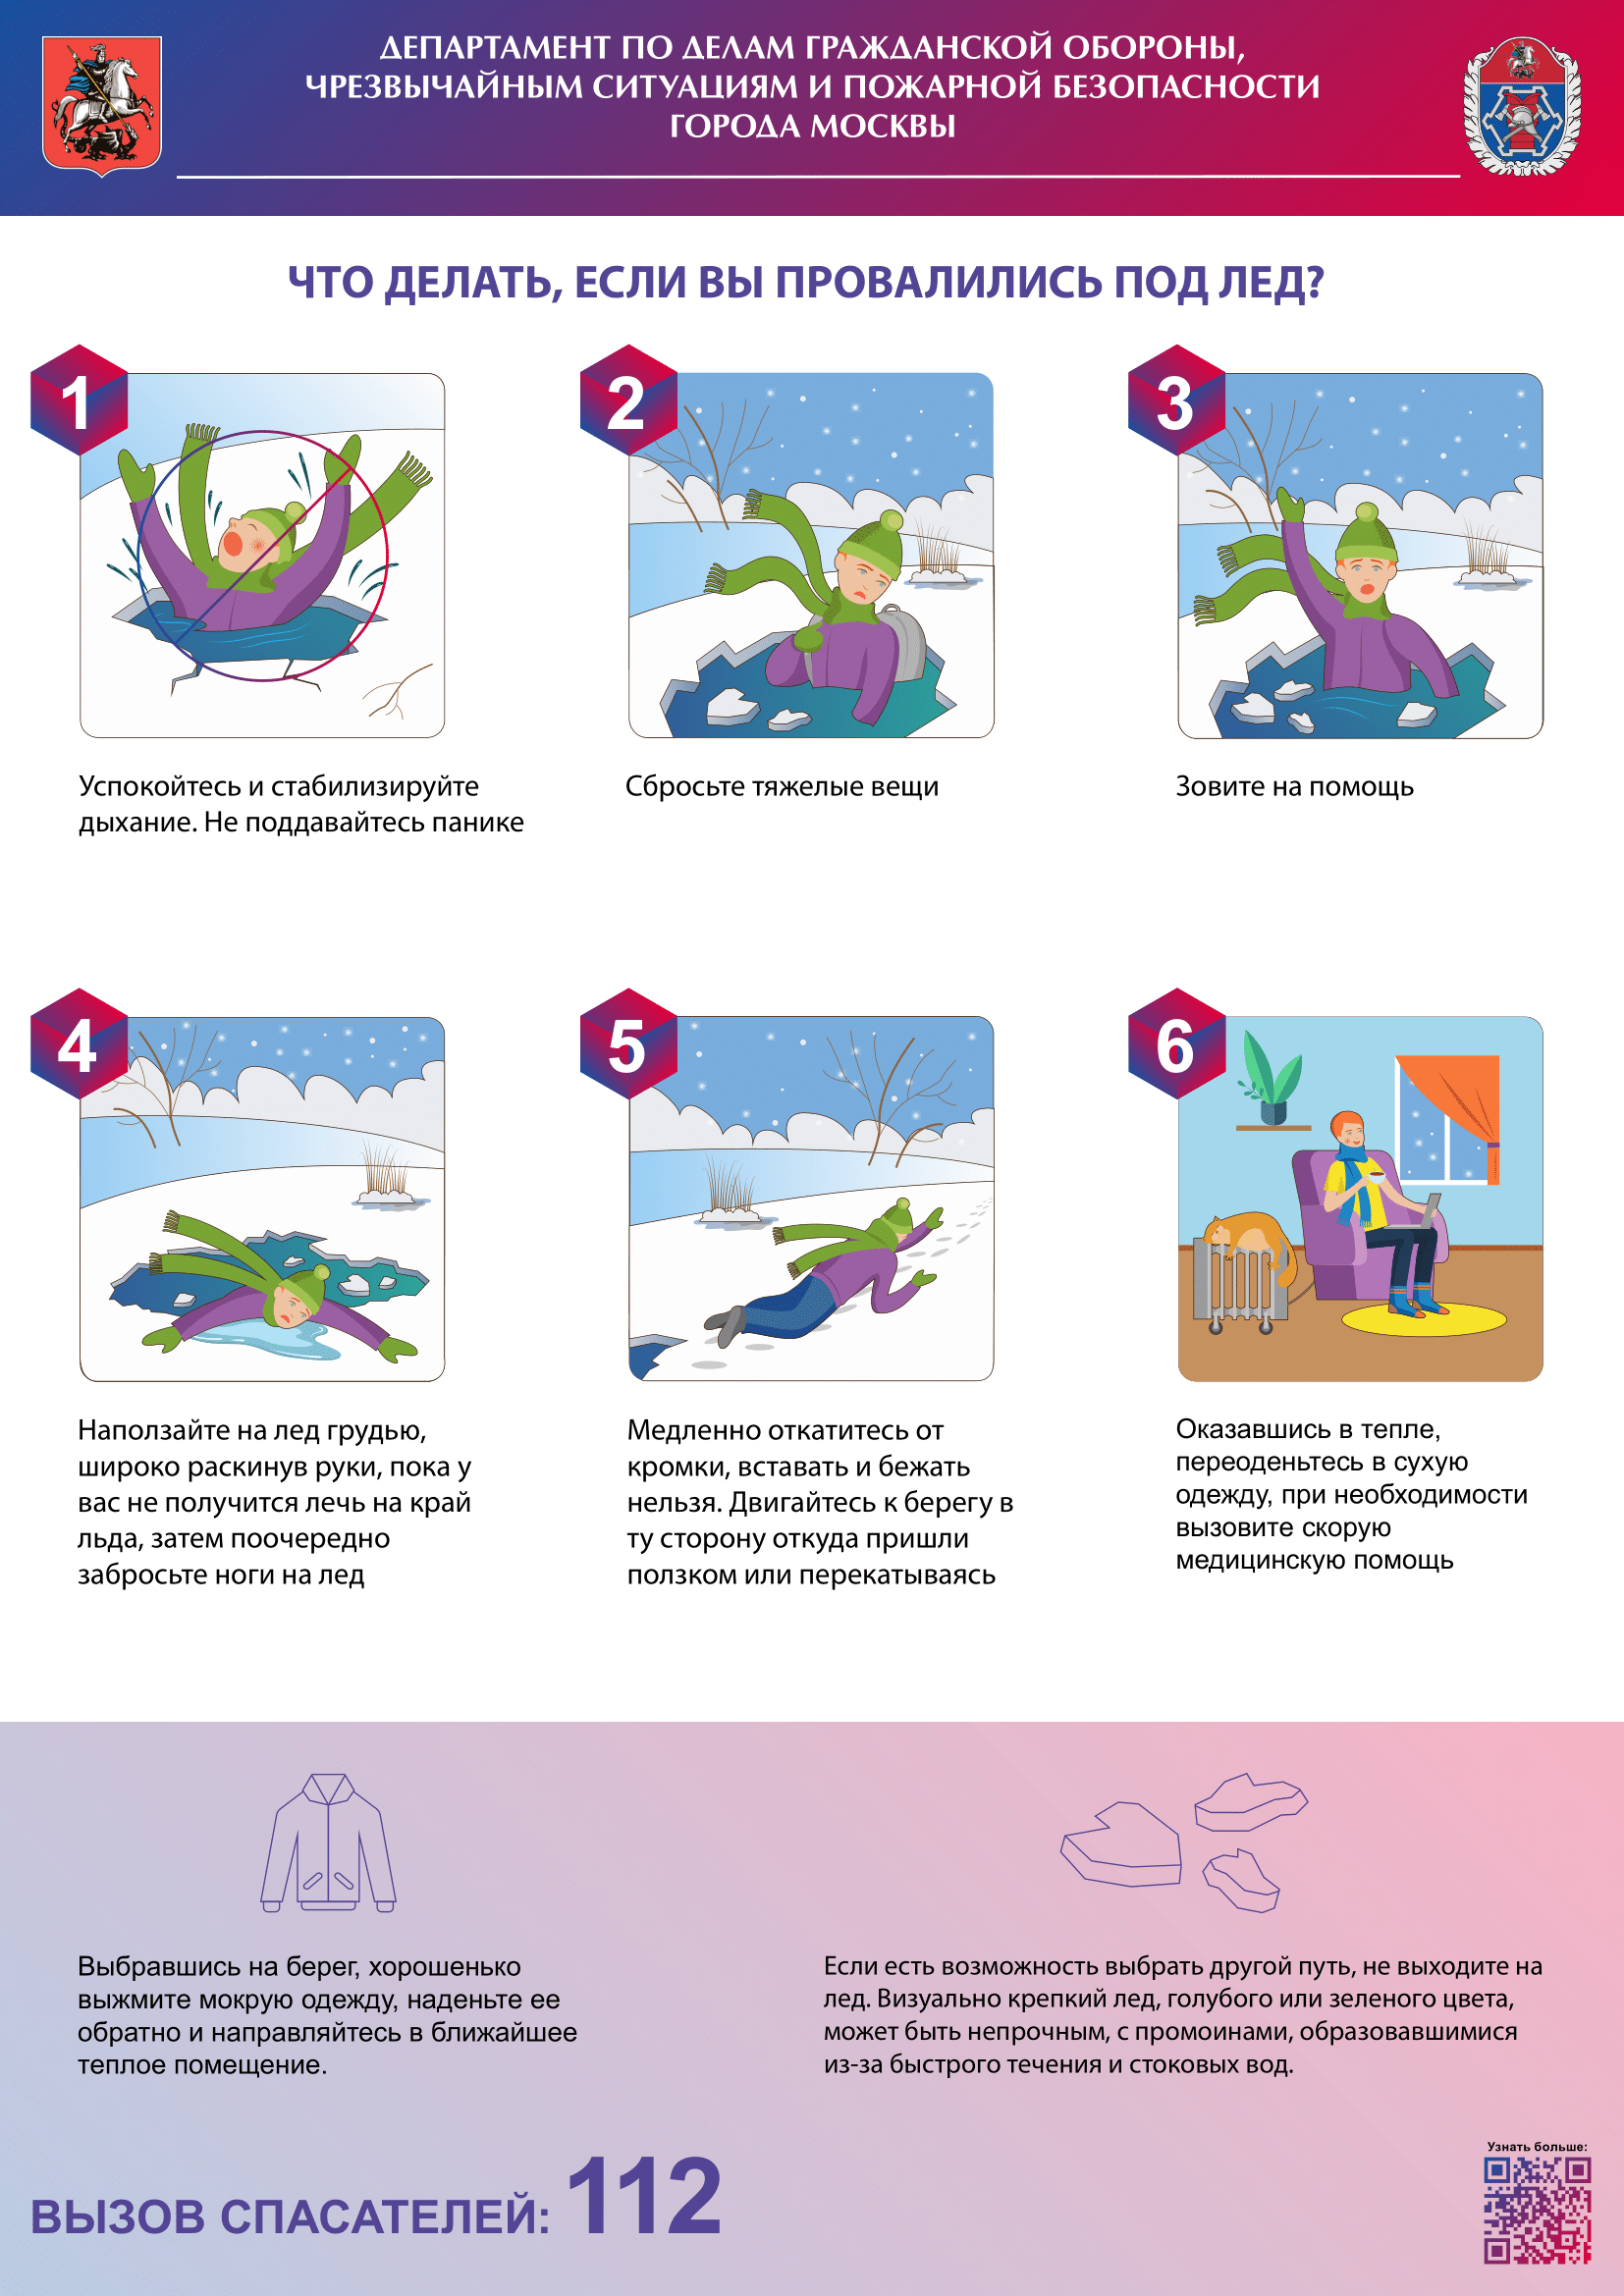 ДЕПАРТАМЕНТ ПО ДЕЛАМ ГРАЖДАНСКОЙ ОБОРОНЫ,
ЧРЕЗВЫЧАЙНЫМ СИТУАЦИЯМ И ПОЖАРНОЙ БЕЗОПАСНОСТИ
ГОРОДА МОСКВЫ
ЧТО ДЕЛАТЬ, ЕСЛИ ВЫ ПРОВАЛИЛИСЬ ПОД ЛЕД?
1
Успокойтесь и стабилизируйте
дыхание. Не поддавайтесь панике
2
Сбросьте тяжелые вещи
3
Зовите на помощь
4
Наползайте на лед грудью,
широко раскинув руки, пока у
вас не получится лечь на край
льда, затем поочередно
забросьте ноги на лед
5
Медленно откатитесь от
кромки, вставать и бежать
нельзя. Двигайтесь к берегу в
ту сторону откуда пришли
ползком или перекатываясь
6
Оказавшись в тепле,
переоденьтесь в сухую
одежду, при необходимости
вызовите скорую
медицинскую помощь
Выбравшись на берег, хорошенько
выжмите мокрую одежду, наденьте ее
обратно и направляйтесь в ближайшее
теплое помещение.
Если есть возможность выбрать другой путь, не выходите на
лед. Визуально крепкий лед, голубого или зеленого цвета,
может быть непрочным, с промоинами, образовавшимися
из-за быстрого течения и стоковых вод.
ВЫЗОВ СПАСАТЕЛЕЙ: 112
Узнать больше: